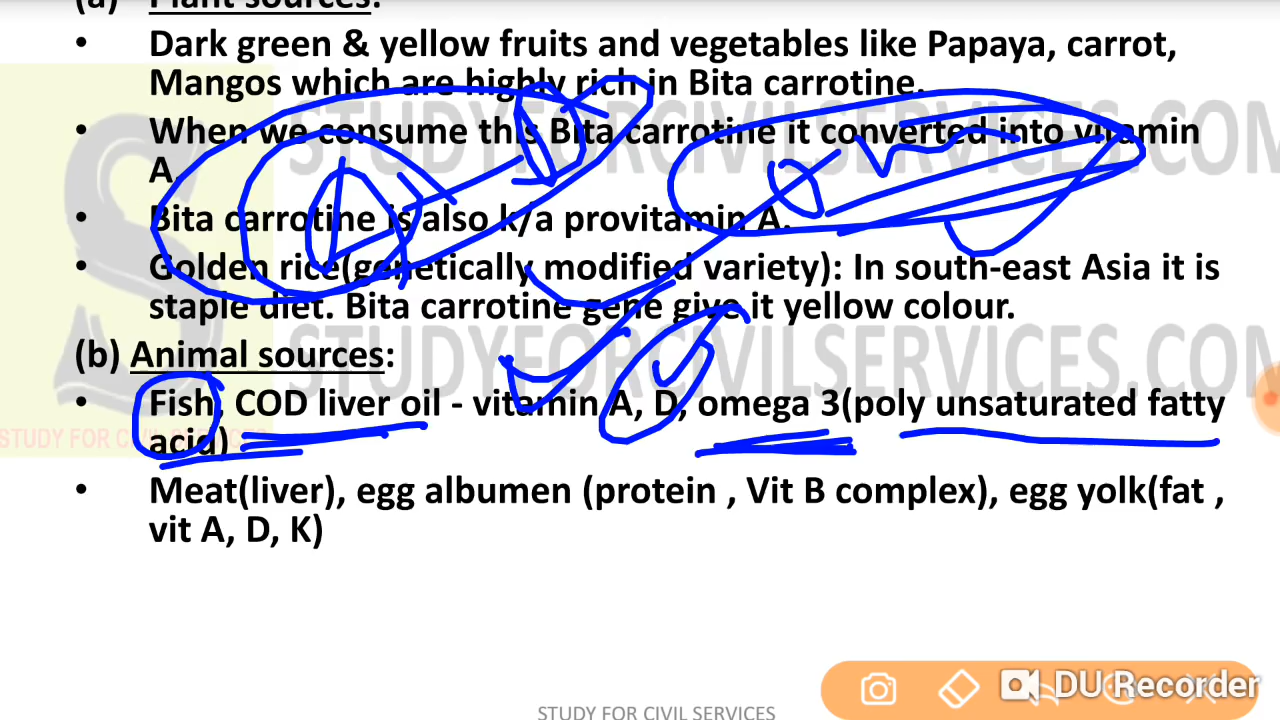 (a) Plant sources:
• Dark green & yellow fruits and vegetables like Papaya, carrot,
Mangos which are highly rich in Bita carrotine.
• When we consume this Bita carrotine it converted into vitamin
A.
• Bita carrotine is also k/a provitamin A.
• Golden rice(genetically modified variety): In south-east Asia it is
staple diet. Bita carrotine gene give it yellow colour.
(b) Animal sources:
• Fish, COD liver oil - vitamin A, D, omega 3(poly unsaturated fatty
acid)
• Meat(liver), egg albumen (protein , Vit B complex), egg yolk(fat ,
vit A, D, K)
STUDYFORCIVILSERVICES.COM
STUDYFORCIVILSERVICES.COM
STUDY FOR CIVIL SERVICES
DU Recorder
STUDY FOR CIVIL SERVICES